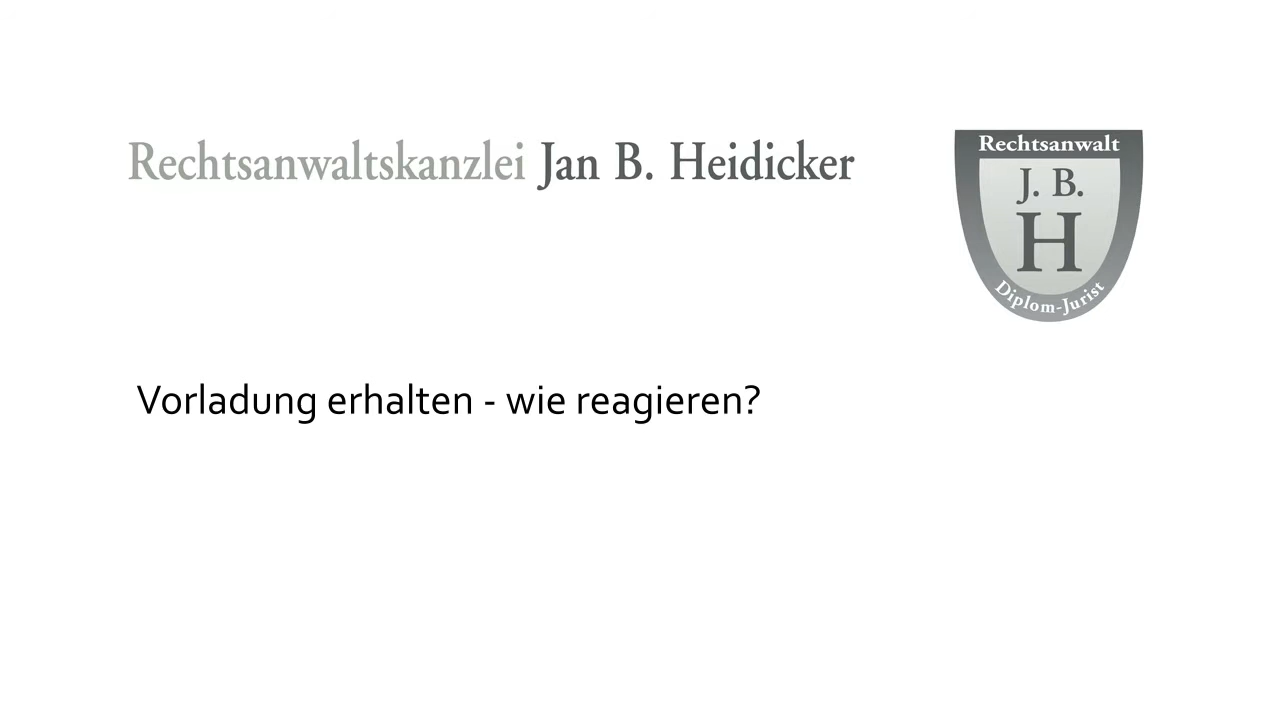 Rechtsanwaltskanzlei Jan B. Heidicker
Rechtsanwalt
J. B.
H
Diplom-Jurist
Vorladung erhalten - wie reagieren?